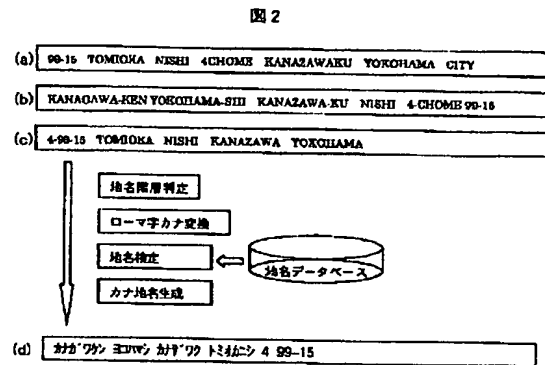 図2
(a) 99-15 TOMIOKA NISHI 4CHOME KANAZAWAKU YOKOHAMA CITY
(b) KANAGAWA-KEN YOKOHAMA-SHI KANAZAWA-KU NISHI 4-CHOME 99-15
(c) 4-99-15 TOMIOKA NISHI KANAZAWA YOKOHAMA
地名階層判定
ローマ字カナ変換
地名検定
地名データベース
カナ地名生成
(d) カナガワケン ヨコハマシ カナザワク トミオカニシ 4 99-15